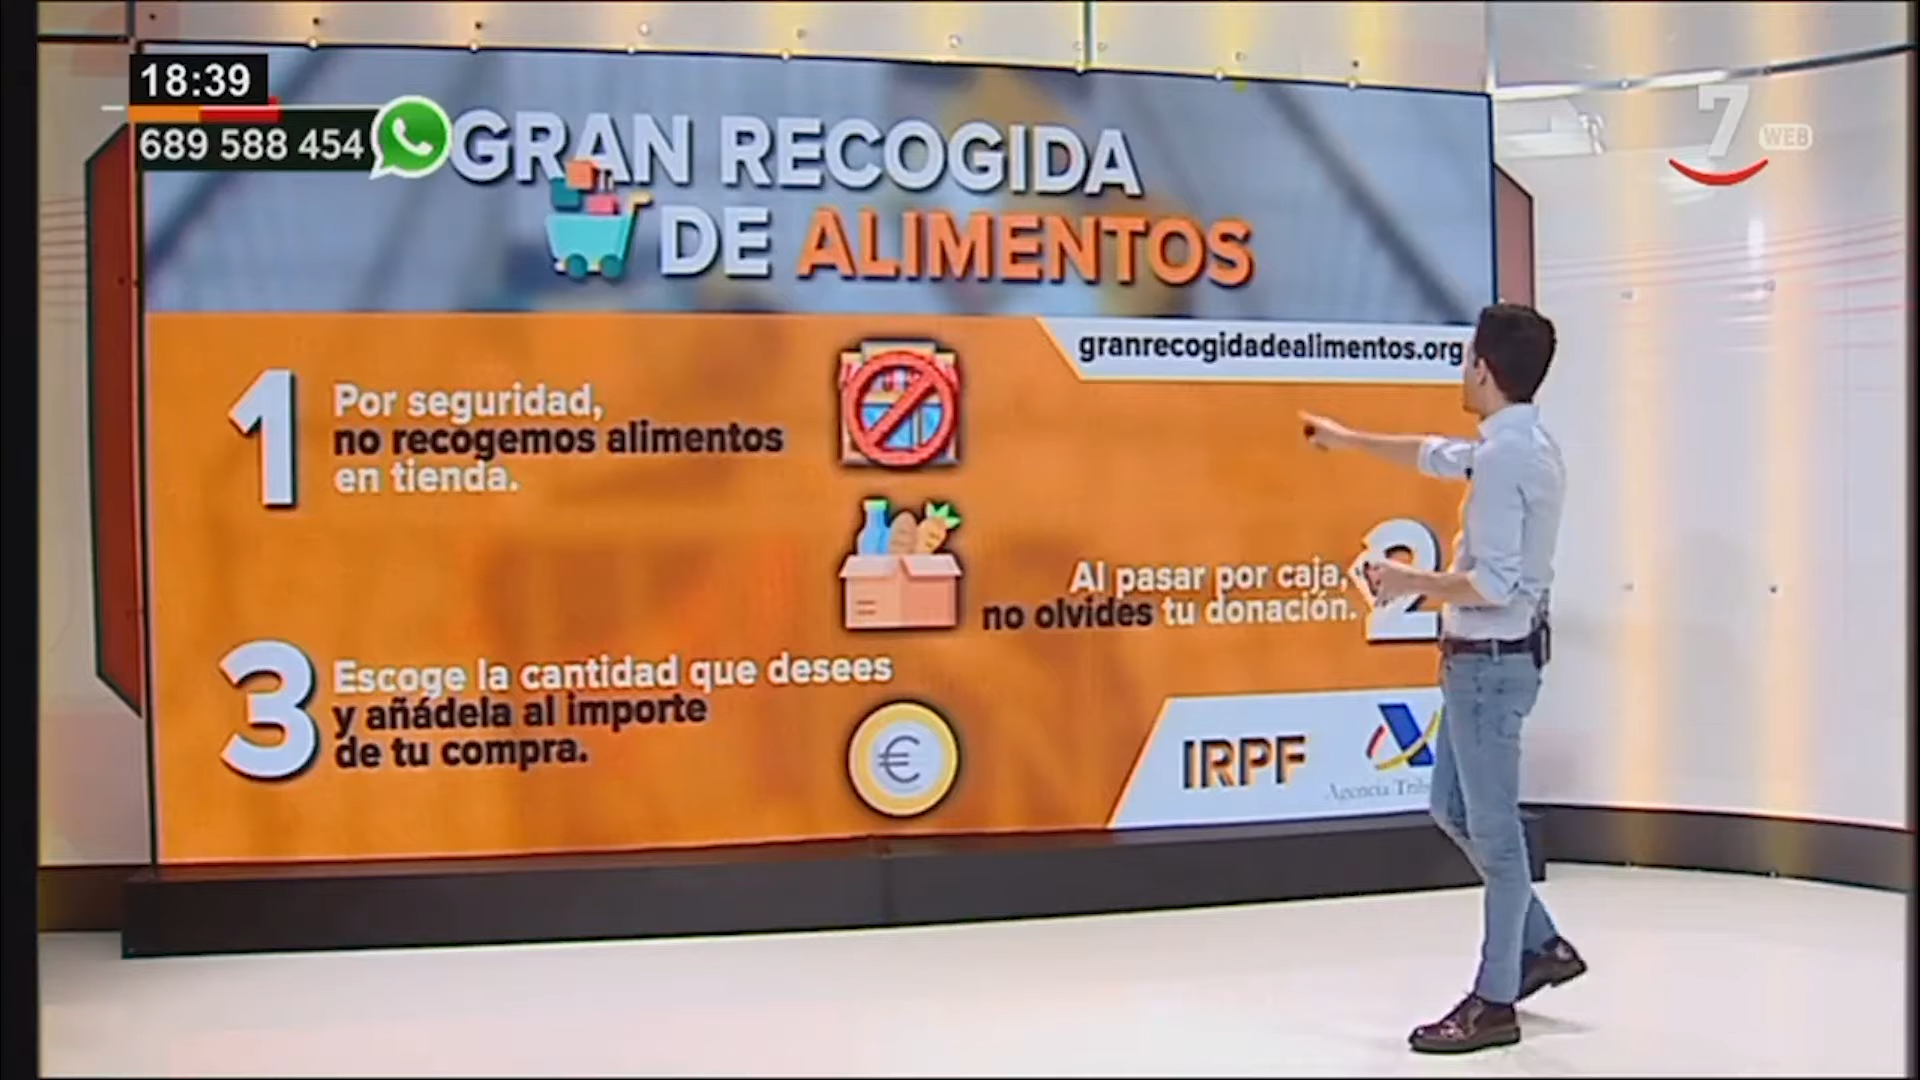 18:39
689 588 454
7
WEB
GRAN RECOGIDA
DE ALIMENTOS
granrecogidadealimentos.org
1
Por seguridad,
no recogemos alimentos
en tienda.
Al pasar por caja,
no olvides tu donación.
2
3
Escoge la cantidad que desees
y añádela al importe
de tu compra.
€
IRPF
Agencia